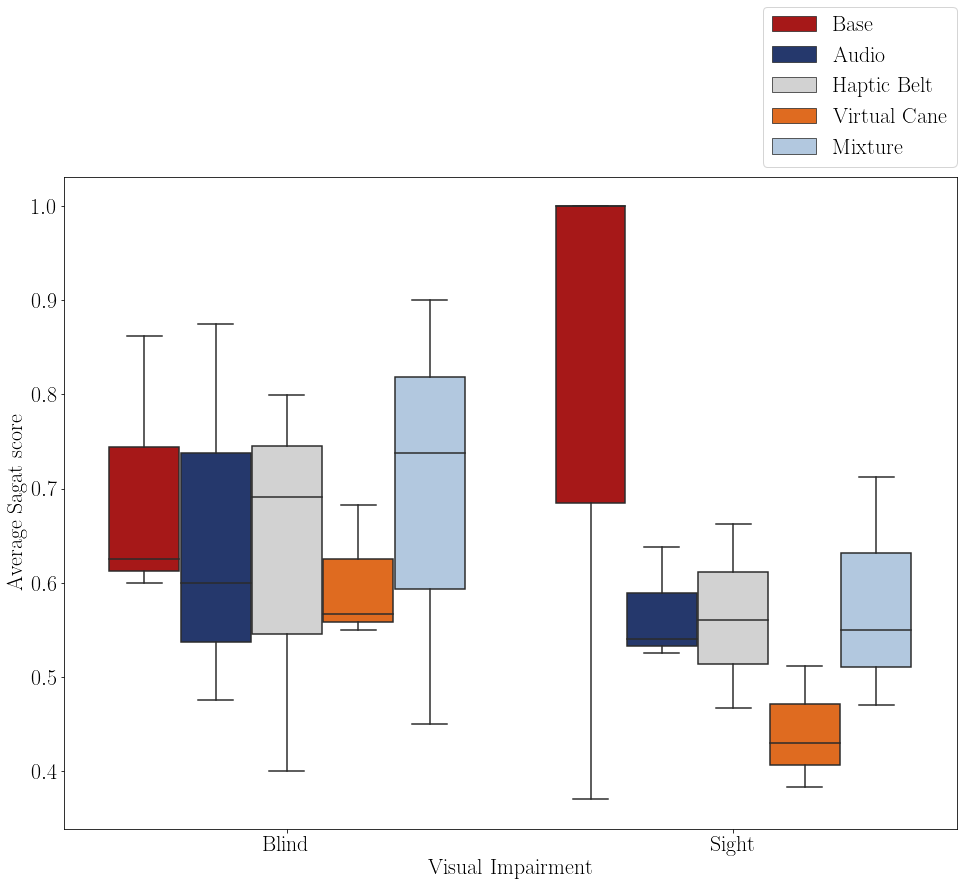 Base
Audio
Haptic Belt
Virtual Cane
Mixture
1.0
0.9
0.8
0.7
0.6
0.5
0.4
Average Sagat score
Blind
Sight
Visual Impairment